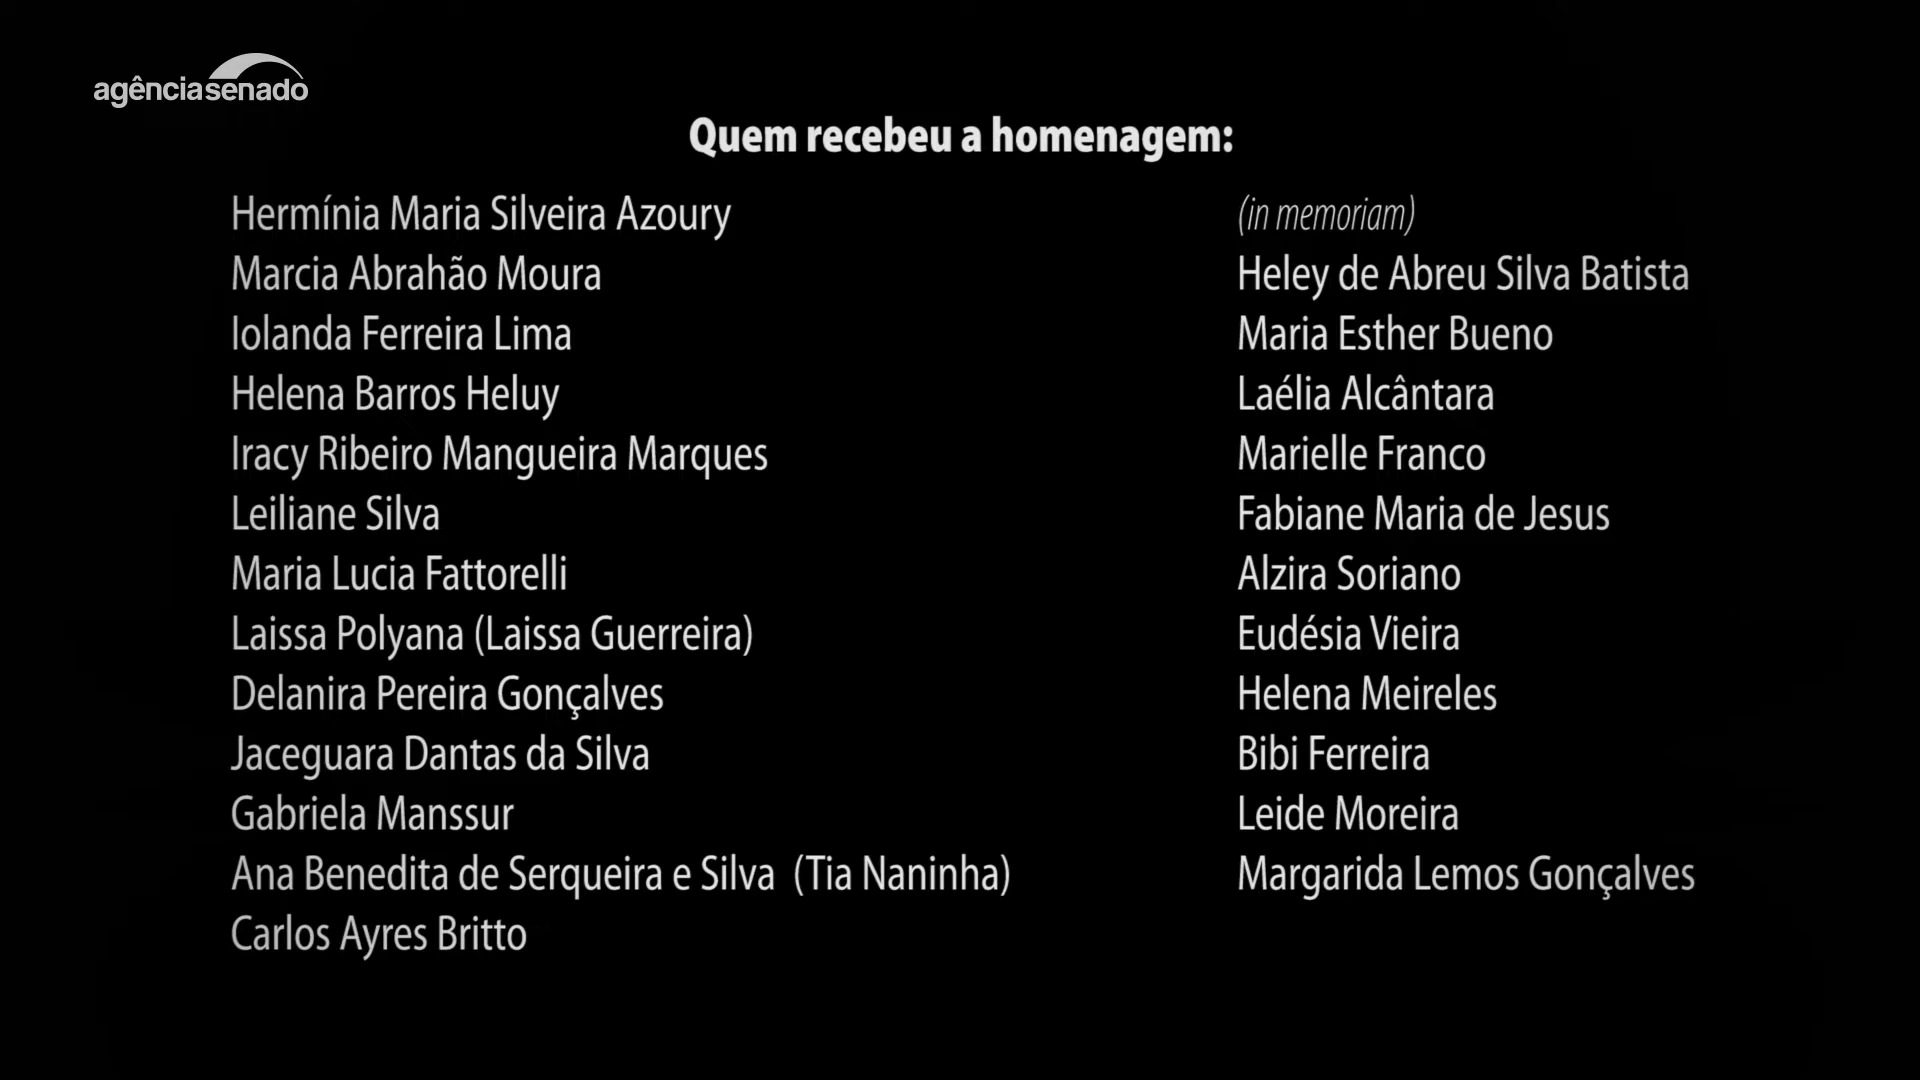 agênciasenado
Quem recebeu a homenagem:
Hermínia Maria Silveira Azoury
Marcia Abrahão Moura
Iolanda Ferreira Lima
Helena Barros Heluy
Iracy Ribeiro Mangueira Marques
Leiliane Silva
Maria Lucia Fattorelli
Laissa Polyana (Laissa Guerreira)
Delanira Pereira Gonçalves
Jaceguara Dantas da Silva
Gabriela Manssur
Ana Benedita de Serqueira e Silva (Tia Naninha)
Carlos Ayres Britto
(in memoriam)
Heley de Abreu Silva Batista
Maria Esther Bueno
Laélia Alcântara
Marielle Franco
Fabiane Maria de Jesus
Alzira Soriano
Eudésia Vieira
Helena Meireles
Bibi Ferreira
Leide Moreira
Margarida Lemos Gonçalves